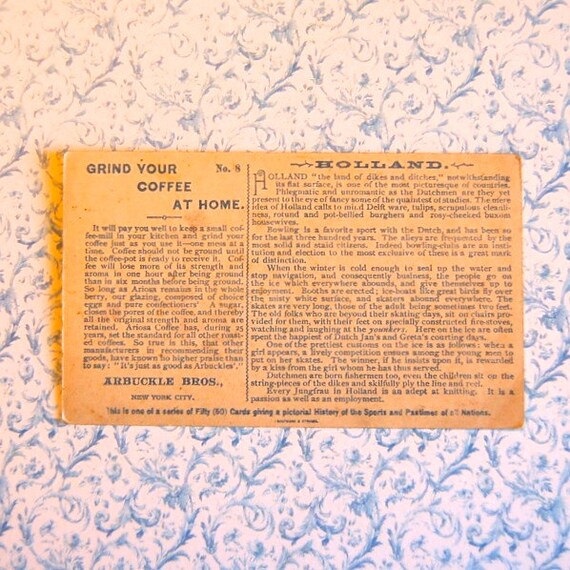 GRIND YOUR No. 8
COFFEE
AT HOME.
It will pay you well to keep a small cof-
fee-mill in your kitchen and grind your
coffee just as you use it—one mess at a
time. Coffee should not be ground until
the coffee-pot is ready to receive it. Cof-
fee will lose more of its strength and
aroma in one hour after being ground
than in six months before being ground.
So long as Ariosa remains in the whole
berry, our glazing, composed of choice
eggs and pure confectioners' A sugar,
closes the pores of the coffee, and thereby
all the original strength and aroma are
retained. Ariosa Coffee has, during 25
years, set the standard for all other roast-
ed coffees. So true is this, that other
manufacturers in recommending their
goods, have known no higher praise than
to say: "It's just as good as Arbuckles'."
ARBUCKLE BROS.,
NEW YORK CITY.
HOLLAND.
HOLLAND "the land of dikes and ditches," notwithstanding
its flat surface, is one of the most picturesque of countries.
Phlegmatic and unromantic as the Dutchmen are they yet
present to the eye of fancy some of the quaintest of studies. The mere
idea of Holland calls to mind Delft ware, tulips, scrupulous cleanli-
ness, rotund and pot-bellied burghers and rosy-cheeked buxom
housewives.
Bowling is a favorite sport with the Dutch, and has been so
for the last three hundred years. The alleys are frequented by the
most solid and staid citizens. Indeed bowling-clubs are an insti-
tution and election to the most exclusive of these is a great mark
of distinction.
When the winter is cold enough to seal up the water and
stop navigation, and consequently business, the people go on
the ice which everywhere abounds, and give themselves up to
enjoyment. Booths are erected; ice-boats like great birds fly over
the misty white surface, and skaters abound everywhere. The
skates are very long, those of the adult being sometimes two feet.
The old folks who are beyond their skating days, sit on chairs pro-
vided for them, with their feet on specially constructed fire-stoves,
watching and laughing at the youngsters. Here on the ice are often
spent the happiest of Dutch Jan's and Greta's courting days.
One of the prettiest customs on the ice is as follows: when a
girl appears, a lively competition ensues among the young men to
put on her skates. The winner, if he insists upon it, is rewarded
by a kiss from the girl whom he has thus served.
Dutchmen are born fishermen too, even the children sit on the
string-pieces of the dikes and skilfully ply the line and reel.
Every Jungfrau in Holland is an adept at knitting. It is a
passion as well as an employment.
This is one of a series of Fifty (50) Cards giving a pictorial History of the Sports and Pastimes of all Nations.